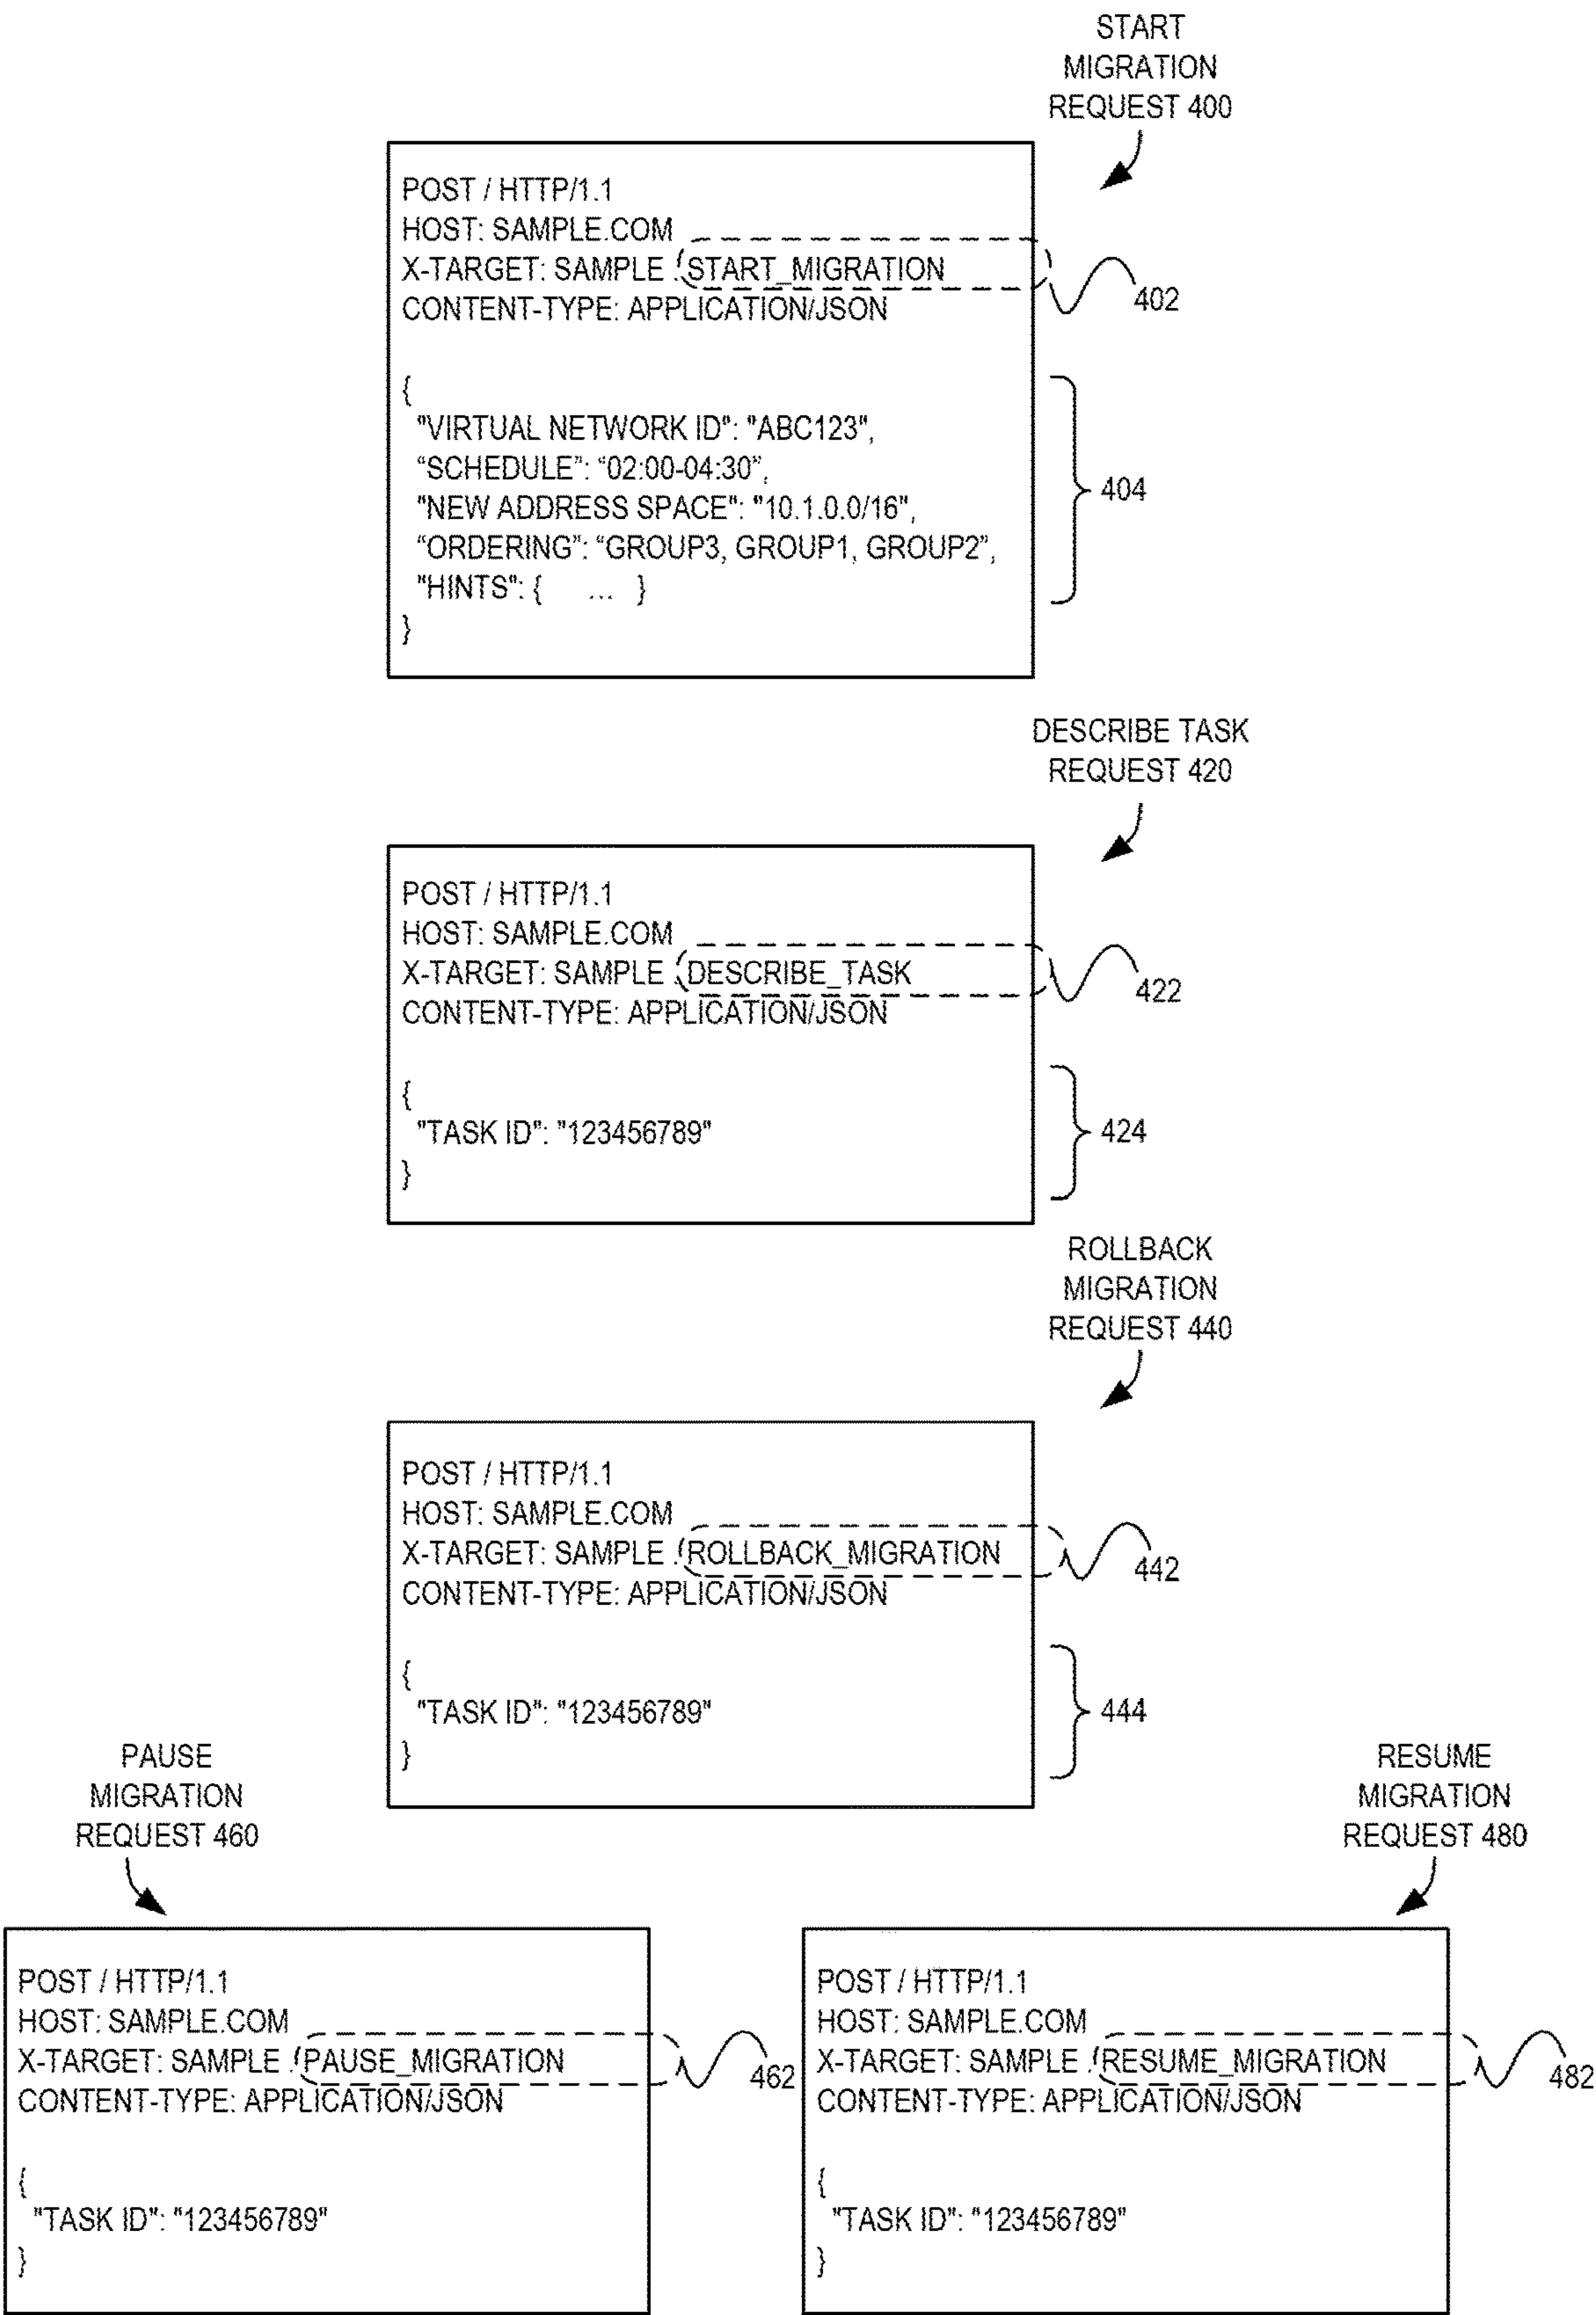 START
MIGRATION
REQUEST 400
POST / HTTP/1.1
HOST: SAMPLE.COM
X-TARGET: SAMPLE .START_MIGRATION
CONTENT-TYPE: APPLICATION/JSON
402
{
"VIRTUAL NETWORK ID": "ABC123",
“SCHEDULE”: “02:00-04:30”,
"NEW ADDRESS SPACE": "10.1.0.0/16",
“ORDERING”: “GROUP3, GROUP1, GROUP2”,
"HINTS": { ... }
}
404
DESCRIBE TASK
REQUEST 420
POST / HTTP/1.1
HOST: SAMPLE.COM
X-TARGET: SAMPLE .DESCRIBE_TASK
CONTENT-TYPE: APPLICATION/JSON
422
{
"TASK ID": "123456789"
}
424
ROLLBACK
MIGRATION
REQUEST 440
POST / HTTP/1.1
HOST: SAMPLE.COM
X-TARGET: SAMPLE .ROLLBACK_MIGRATION
CONTENT-TYPE: APPLICATION/JSON
442
{
"TASK ID": "123456789"
}
444
PAUSE
MIGRATION
REQUEST 460
POST / HTTP/1.1
HOST: SAMPLE.COM
X-TARGET: SAMPLE .PAUSE_MIGRATION
CONTENT-TYPE: APPLICATION/JSON
462
{
"TASK ID": "123456789"
}
RESUME
MIGRATION
REQUEST 480
POST / HTTP/1.1
HOST: SAMPLE.COM
X-TARGET: SAMPLE .RESUME_MIGRATION
CONTENT-TYPE: APPLICATION/JSON
482
{
"TASK ID": "123456789"
}